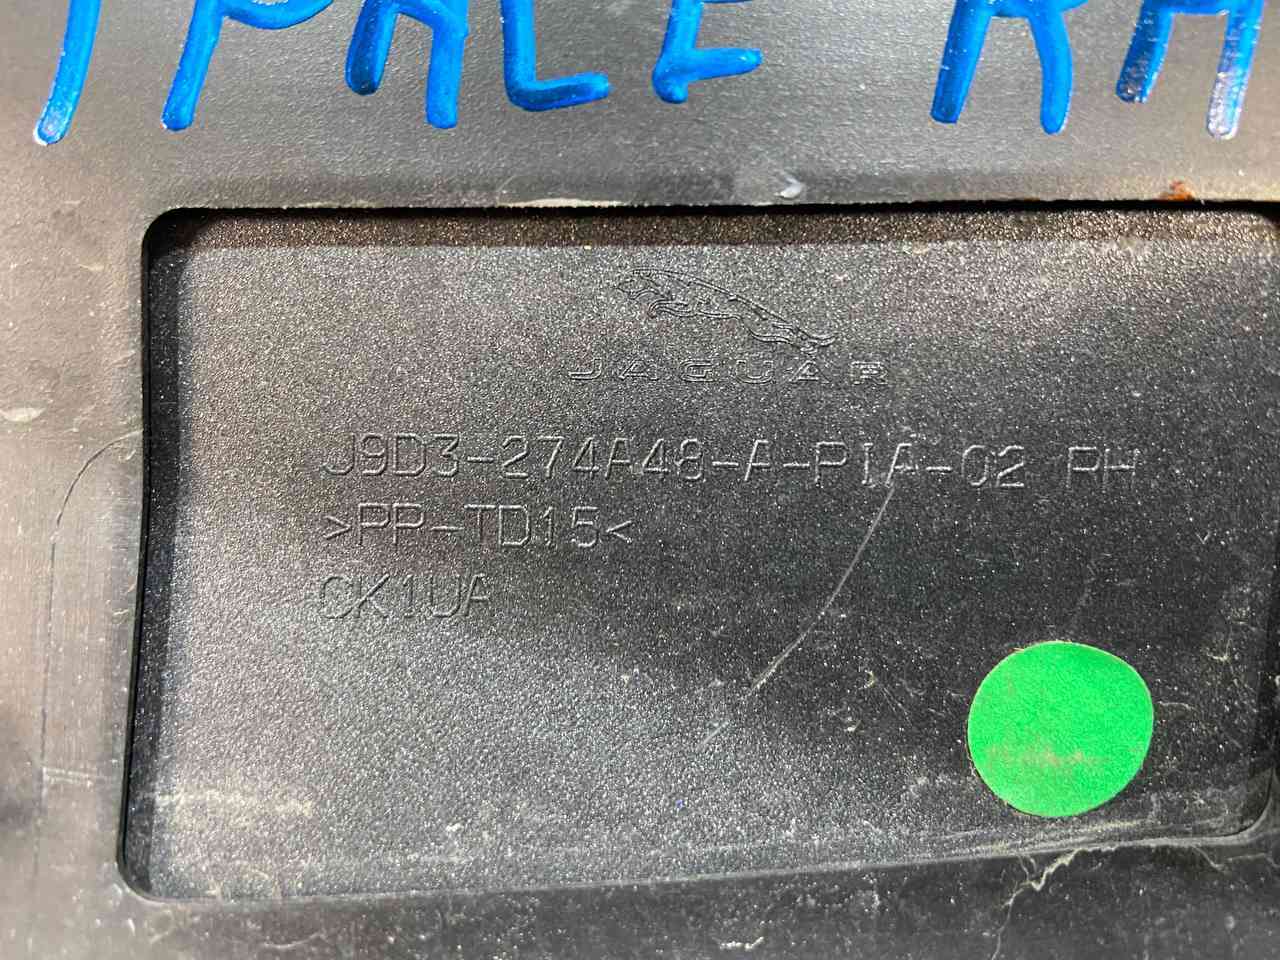 JAGUAR
J9D3-274A48-A-PIA-02 RH
>PP-TD15<
CK1UA